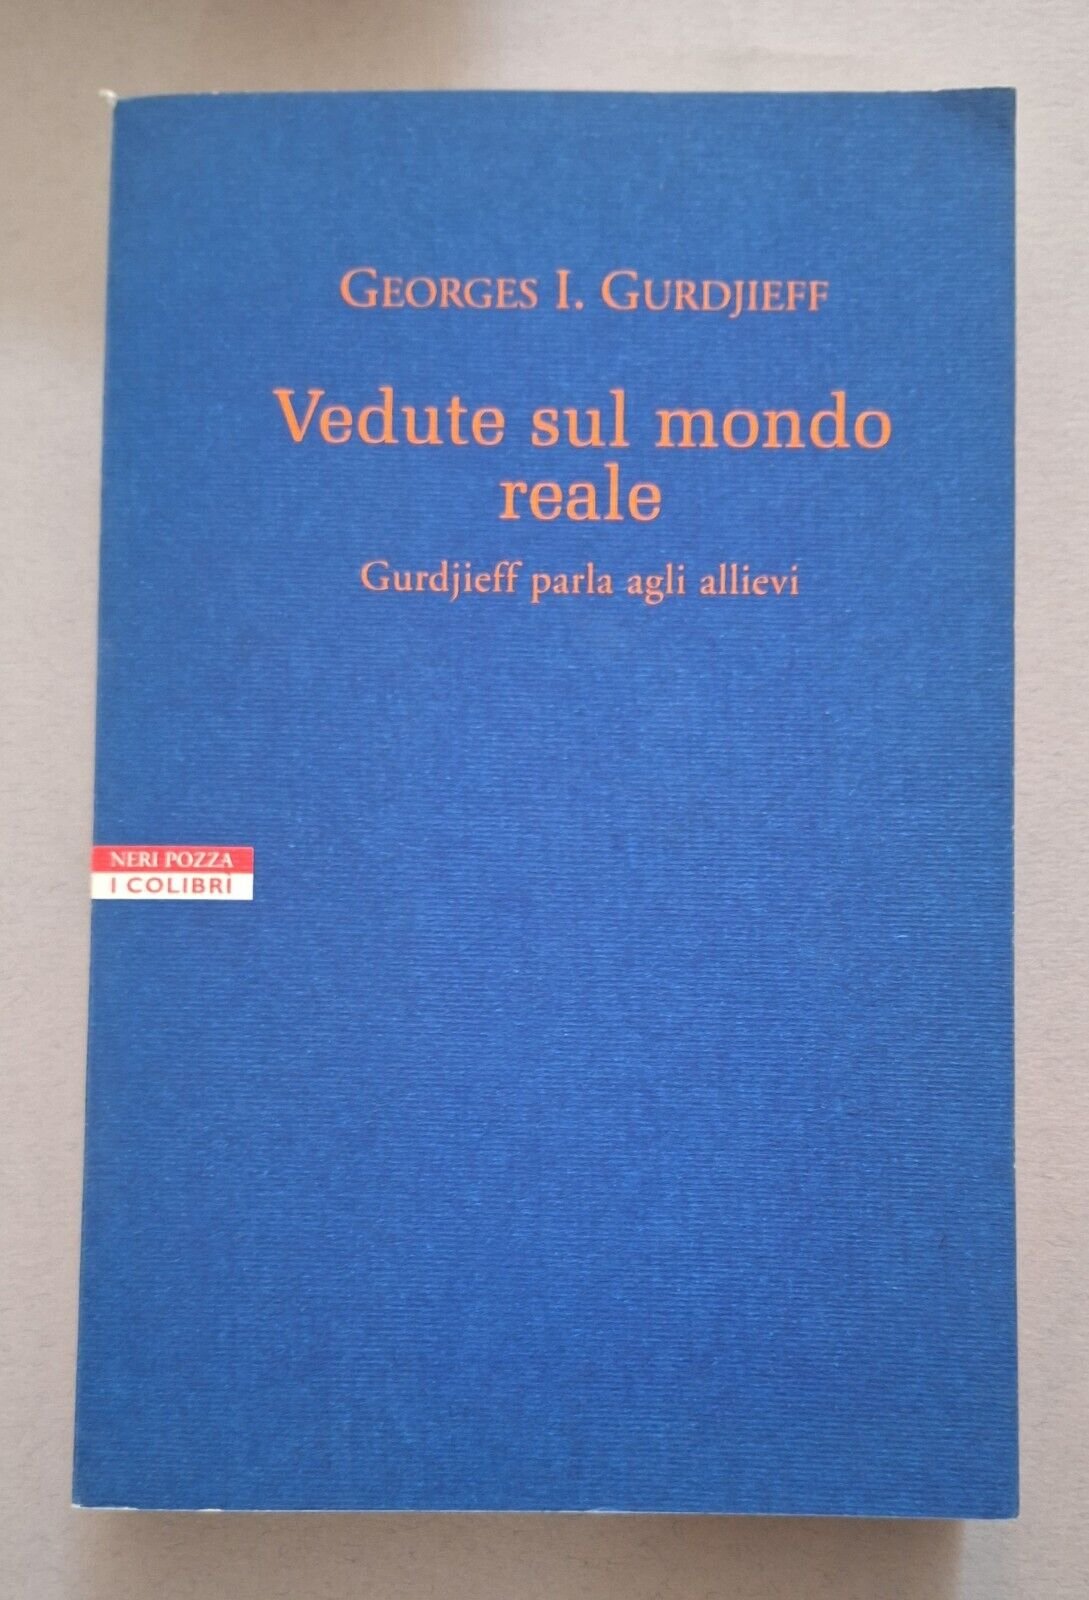 GEORGES I. GURDJIEFF
Vedute sul mondo
reale
Gurdjieff parla agli allievi
NERI POZZA
I COLIBRÌ